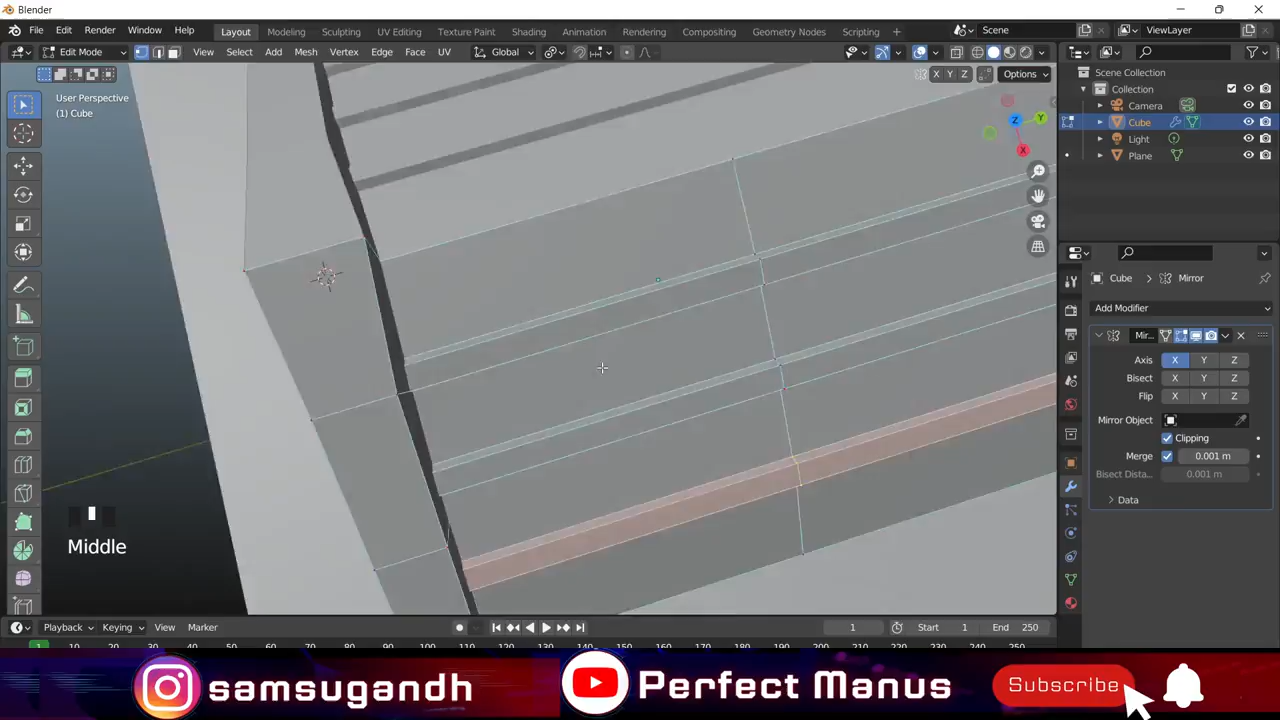 Blender
File Edit Render Window Help Layout Modeling Sculpting UV Editing Texture Paint Shading Animation Rendering Compositing Geometry Nodes Scripting + Scene ViewLayer
Edit Mode View Select Add Mesh Vertex Edge Face UV Global
X Y Z Options
User Perspective
(1) Cube
Z Y X
Scene Collection
Collection
Camera
Cube
Light
Plane
Cube > Mirror
Add Modifier
Mir...
Axis X Y Z
Bisect X Y Z
Flip X Y Z
Mirror Object
Clipping
Merge 0.001 m
Bisect Dista... 0.001 m
Data
Middle
Playback Keying View Marker 1 Start 1 End 250
1
samsugandh
Perfect Manus
Subscribe